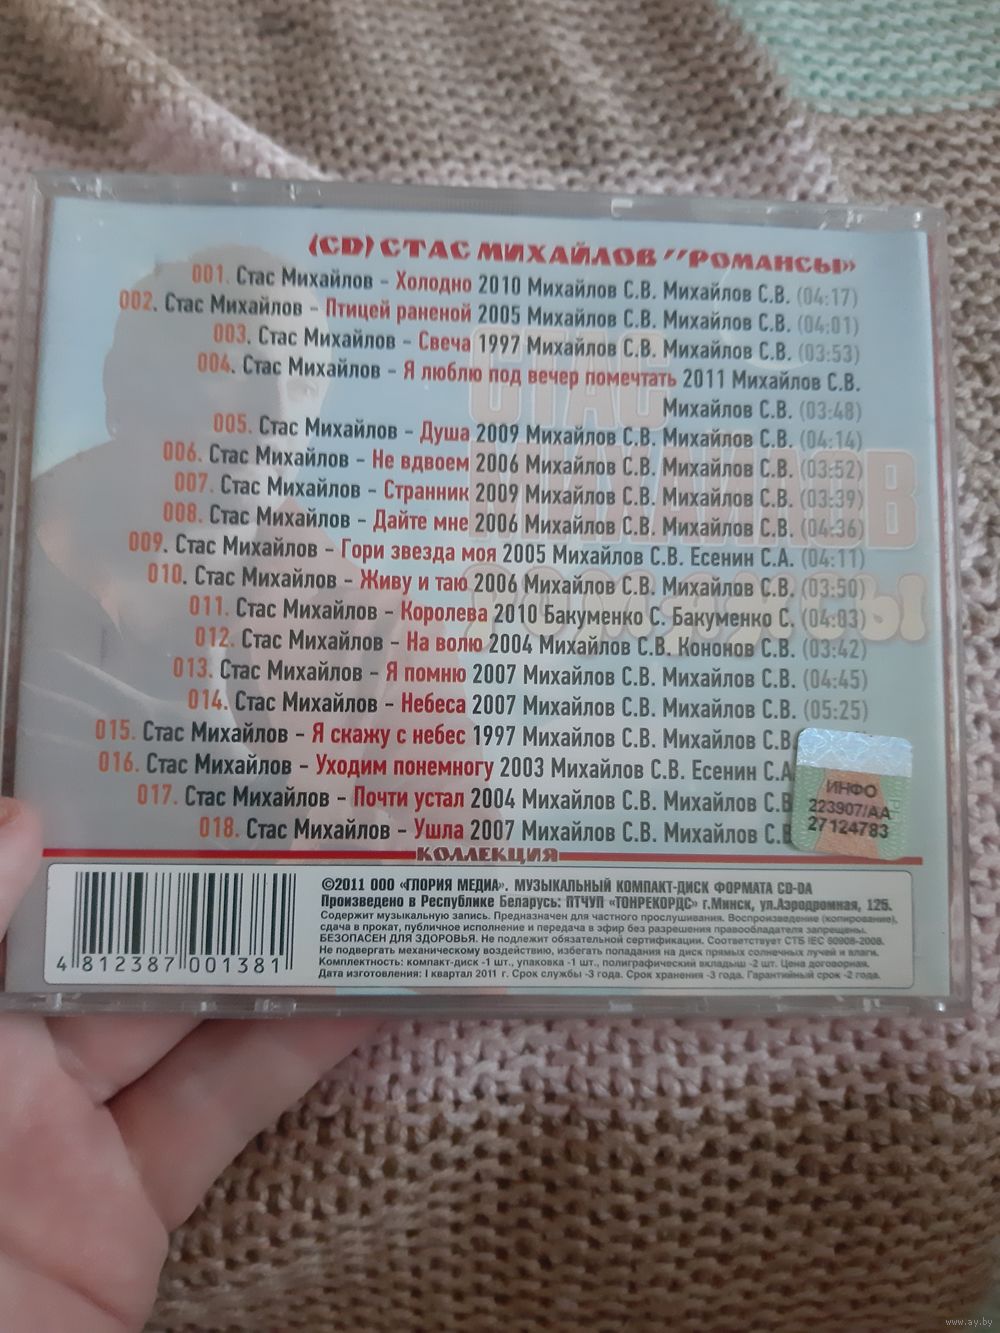 (CD) СТАС МИХАЙЛОВ "РОМАНСЫ"
001. Стас Михайлов - Холодно 2010 Михайлов С.В. Михайлов С.В. (04:17)
002. Стас Михайлов - Птицей раненой 2005 Михайлов С.В. Михайлов С.В. (04:01)
003. Стас Михайлов - Свеча 1997 Михайлов С.В. Михайлов С.В. (03:53)
004. Стас Михайлов - Я люблю под вечер помечтать 2011 Михайлов С.В.
Михайлов С.В. (03:48)
005. Стас Михайлов - Душа 2009 Михайлов С.В. Михайлов С.В. (04:14)
006. Стас Михайлов - Не вдвоем 2006 Михайлов С.В. Михайлов С.В. (03:52)
007. Стас Михайлов - Странник 2009 Михайлов С.В. Михайлов С.В. (03:39)
008. Стас Михайлов - Дайте мне 2006 Михайлов С.В. Михайлов С.В. (04:36)
009. Стас Михайлов - Гори звезда моя 2005 Михайлов С.В. Есенин С.А. (04:11)
010. Стас Михайлов - Живу и таю 2006 Михайлов С.В. Михайлов С.В. (03:50)
011. Стас Михайлов - Королева 2010 Бакуменко С. Бакуменко С. (04:03)
012. Стас Михайлов - На волю 2004 Михайлов С.В. Кононов С.В. (03:42)
013. Стас Михайлов - Я помню 2007 Михайлов С.В. Михайлов С.В. (04:45)
014. Стас Михайлов - Небеса 2007 Михайлов С.В. Михайлов С.В. (05:25)
015. Стас Михайлов - Я скажу с небес 1997 Михайлов С.В. Михайлов С.В
016. Стас Михайлов - Уходим понемногу 2003 Михайлов С.В. Есенин С.А
017. Стас Михайлов - Почти устал 2004 Михайлов С.В. Михайлов С.В
018. Стас Михайлов - Ушла 2007 Михайлов С.В. Михайлов С.В
СТАС
МИХАЙЛОВ
романсы
ИНФО
223907/АА
27124783
КОЛЛЕКЦИЯ
©2011 ООО «ГЛОРИЯ МЕДИА». МУЗЫКАЛЬНЫЙ КОМПАКТ-ДИСК ФОРМАТА CD-DA
Произведено в Республике Беларусь: ПТЧУП «ТОНРЕКОРДС» г.Минск, ул.Аэродромная, 125.
Содержит музыкальную запись. Предназначен для частного прослушивания. Воспроизведение (копирование),
сдача в прокат, публичное исполнение и передача в эфир без разрешения правообладателя запрещены.
БЕЗОПАСЕН ДЛЯ ЗДОРОВЬЯ. Не подлежит обязательной сертификации. Соответствует СТБ IEC 60908-2008.
Не подвергать механическому воздействию, избегать попадания на диск прямых солнечных лучей и влаги.
Комплектность: компакт-диск -1 шт., упаковка -1 шт., полиграфический вкладыш -2 шт. Цена договорная.
Дата изготовления: I квартал 2011 г. Срок службы -3 года. Срок хранения -3 года. Гарантийный срок -2 года.
4 812387 001381
www.ay.by